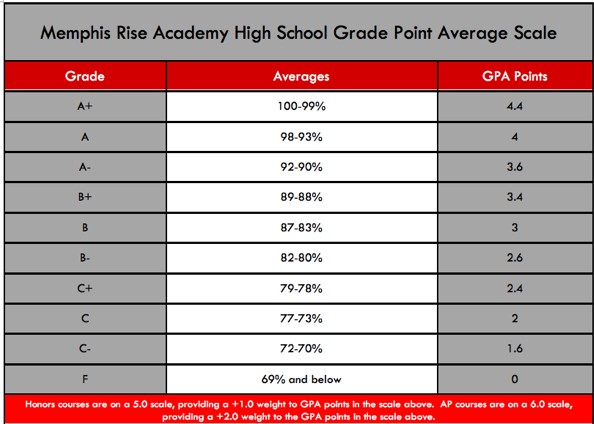 Memphis Rise Academy High School Grade Point Average Scale
Grade Averages GPA Points
A+ 100-99% 4.4
A 98-93% 4
A- 92-90% 3.6
B+ 89-88% 3.4
B 87-83% 3
B- 82-80% 2.6
C+ 79-78% 2.4
C 77-73% 2
C- 72-70% 1.6
F 69% and below 0
Honors courses are on a 5.0 scale, providing a +1.0 weight to GPA points in the scale above. AP courses are on a 6.0 scale,
providing a +2.0 weight to the GPA points in the scale above.